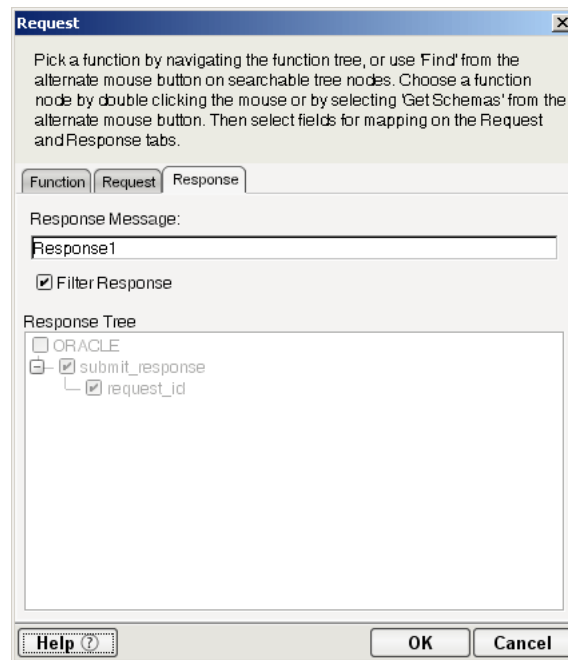 Request
Pick a function by navigating the function tree, or use 'Find' from the
alternate mouse button on searchable tree nodes. Choose a function
node by double clicking the mouse or by selecting 'Get Schemas' from the
alternate mouse button. Then select fields for mapping on the Request
and Response tabs.
Function Request Response
Response Message:
Response1
Filter Response
Response Tree
ORACLE
submit_response
request_id
Help ? OK Cancel